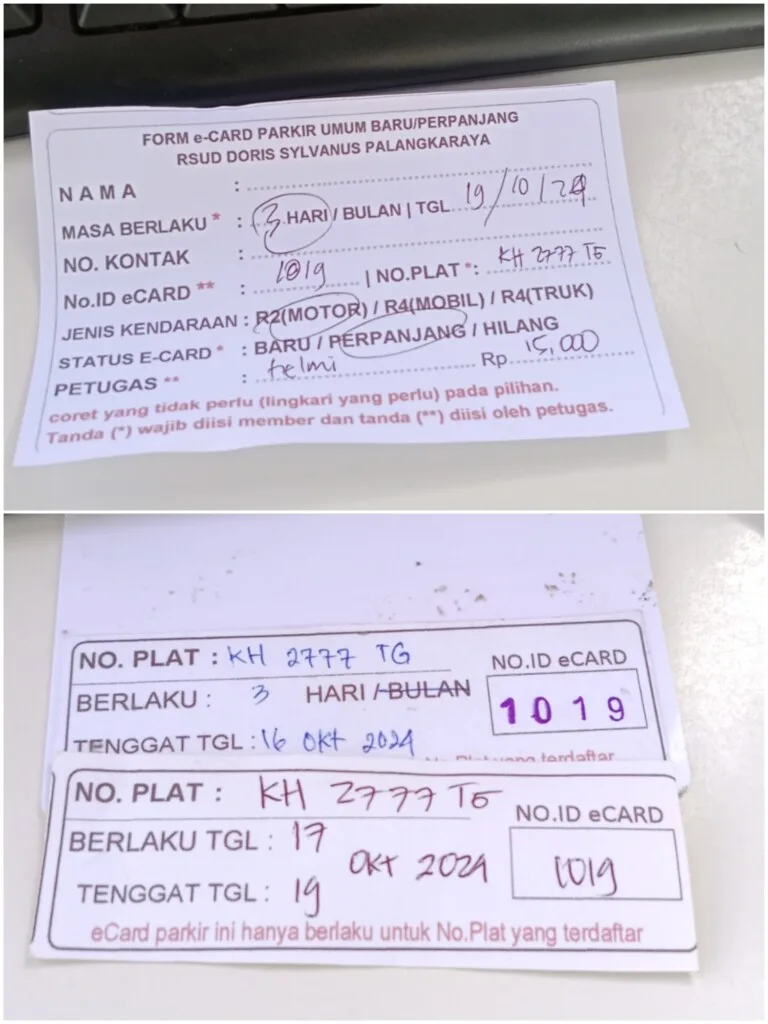 FORM e-CARD PARKIR UMUM BARU/PERPANJANG
RSUD DORIS SYLVANUS PALANGKARAYA
NAMA :
MASA BERLAKU * : 3 HARI / BULAN | TGL 19/10/24
NO. KONTAK :
No.ID eCARD ** : 1019 | NO.PLAT *: KH 2777 TG
JENIS KENDARAAN : R2(MOTOR) / R4(MOBIL) / R4(TRUK)
STATUS E-CARD * : BARU / PERPANJANG / HILANG
PETUGAS ** : Helmi Rp 15,000
coret yang tidak perlu (lingkari yang perlu) pada pilihan.
Tanda (*) wajib diisi member dan tanda (**) diisi oleh petugas.
NO. PLAT : KH 2777 TG
NO.ID eCARD
BERLAKU : 3 HARI / BULAN
1019
TENGGAT TGL : 16 OKT 2024
No.Plat yang terdaftar
NO. PLAT : KH 2777 TG
NO.ID eCARD
BERLAKU TGL : 17
OKT 2024
1019
TENGGAT TGL : 19
eCard parkir ini hanya berlaku untuk No.Plat yang terdaftar